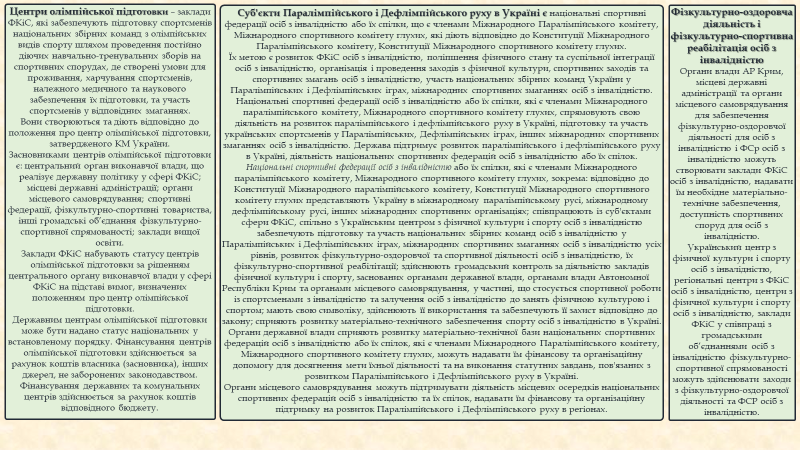 Центри олімпійської підготовки – заклади
ФКіС, які забезпечують підготовку спортсменів
національних збірних команд з олімпійських
видів спорту шляхом проведення постійно
діючих навчально-тренувальних зборів на
спортивних спорудах, де створені умови для
проживання, харчування спортсменів,
належного медичного та наукового
забезпечення їх підготовки, та участь
спортсменів у відповідних змаганнях.
Вони створюються та діють відповідно до
положення про центр олімпійської підготовки,
затвердженого КМ України.
Засновниками центрів олімпійської підготовки
є: центральний орган виконавчої влади, що
реалізує державну політику у сфері ФКіС;
місцеві державні адміністрації; органи
місцевого самоврядування; спортивні
федерації, фізкультурно-спортивні товариства,
інші громадські об'єднання фізкультурно-
спортивної спрямованості; заклади вищої
освіти.
Заклади ФКіС набувають статусу центрів
олімпійської підготовки за рішенням
центрального органу виконавчої влади у сфері
ФКіС на підставі вимог, визначених
положенням про центр олімпійської
підготовки.
Державним центрам олімпійської підготовки
може бути надано статус національних у
встановленому порядку. Фінансування центрів
олімпійської підготовки здійснюється за
рахунок коштів власника (засновника), інших
джерел, не заборонених законодавством.
Фінансування державних та комунальних
центрів здійснюється за рахунок коштів
відповідного бюджету.
Суб'єкти Паралімпійського і Дефлімпійського руху в Україні є національні спортивні
федерації осіб з інвалідністю або їх спілки, що є членами Міжнародного Паралімпійського комітету,
Міжнародного спортивного комітету глухих, які діють відповідно до Конституції Міжнародного
Паралімпійського комітету, Конституції Міжнародного спортивного комітету глухих.
Їх метою є розвиток ФКіС осіб з інвалідністю, поліпшення фізичного стану та суспільної інтеграції
осіб з інвалідністю, організація і проведення заходів з фізичної культури, спортивних заходів та
спортивних змагань осіб з інвалідністю, участь національних збірних команд України у
Паралімпійських і Дефлімпійських іграх, міжнародних спортивних змаганнях осіб з інвалідністю.
Національні спортивні федерації осіб з інвалідністю або їх спілки, які є членами Міжнародного
паралімпійського комітету, Міжнародного спортивного комітету глухих, спрямовують свою
діяльність на розвиток паралімпійського і дефлімпійського руху в Україні, підготовку та участь
українських спортсменів у Паралімпійських, Дефлімпійських іграх, інших міжнародних спортивних
змаганнях осіб з інвалідністю. Держава підтримує розвиток паралімпійського і дефлімпійського руху
в Україні, діяльність національних спортивних федерацій осіб з інвалідністю або їх спілок.
Національні спортивні федерації осіб з інвалідністю або їх спілки, які є членами Міжнародного
паралімпійського комітету, Міжнародного спортивного комітету глухих, зокрема: відповідно до
Конституції Міжнародного паралімпійського комітету, Конституції Міжнародного спортивного
комітету глухих представляють Україну в міжнародному паралімпійському русі, міжнародному
дефлімпійському русі, інших міжнародних спортивних організаціях; співпрацюють із суб'єктами
сфери ФКіС, спільно з Українським центром з фізичної культури і спорту осіб з інвалідністю
забезпечують підготовку та участь національних збірних команд осіб з інвалідністю у
Паралімпійських і Дефлімпійських іграх, міжнародних спортивних змаганнях осіб з інвалідністю усіх
рівнів, розвиток фізкультурно-оздоровчої та спортивної діяльності осіб з інвалідністю, їх
фізкультурно-спортивної реабілітації; здійснюють громадський контроль за діяльністю закладів
фізичної культури і спорту, заснованих органами державної влади, органами влади Автономної
Республіки Крим та органами місцевого самоврядування, у частині, що стосується спортивної роботи
із спортсменами з інвалідністю та залучення осіб з інвалідністю до занять фізичною культурою і
спортом; мають свою символіку, здійснюють її використання та забезпечують її захист відповідно до
закону; сприяють розвитку матеріально-технічного забезпечення спорту осіб з інвалідністю в Україні.
Органи державної влади сприяють розвитку матеріально-технічної бази національних спортивних
федерацій осіб з інвалідністю або їх спілок, які є членами Міжнародного Паралімпійського комітету,
Міжнародного спортивного комітету глухих, можуть надавати їм фінансову та організаційну
допомогу для досягнення мети їхньої діяльності та на виконання статутних завдань, пов'язаних з
розвитком Паралімпійського і Дефлімпійського руху в Україні.
Органи місцевого самоврядування можуть підтримувати діяльність місцевих осередків національних
спортивних федерацій осіб з інвалідністю та їх спілок, надавати їм фінансову та організаційну
підтримку на розвиток Паралімпійського і Дефлімпійського руху в регіонах.
Фізкультурно-оздоровча
діяльність і
фізкультурно-спортивна
реабілітація осіб з
інвалідністю
Органи влади АР Крим,
місцеві державні
адміністрації та органи
місцевого самоврядування
для забезпечення
фізкультурно-оздоровчої
діяльності для осіб з
інвалідністю і ФСр осіб з
інвалідністю можуть
створювати заклади ФКіС
осіб з інвалідністю, надавати
їм необхідне матеріально-
технічне забезпечення,
доступність спортивних
споруд для осіб з
інвалідністю.
Український центр з
фізичної культури і спорту
осіб з інвалідністю,
регіональні центри з ФКіС
осіб з інвалідністю, центри з
фізичної культури і спорту
осіб з інвалідністю, заклади
ФКіС у співпраці з
громадськими
об'єднаннями осіб з
інвалідністю фізкультурно-
спортивної спрямованості
можуть здійснювати заходи
з фізкультурно-оздоровчої
діяльності та ФСР осіб з
інвалідністю.